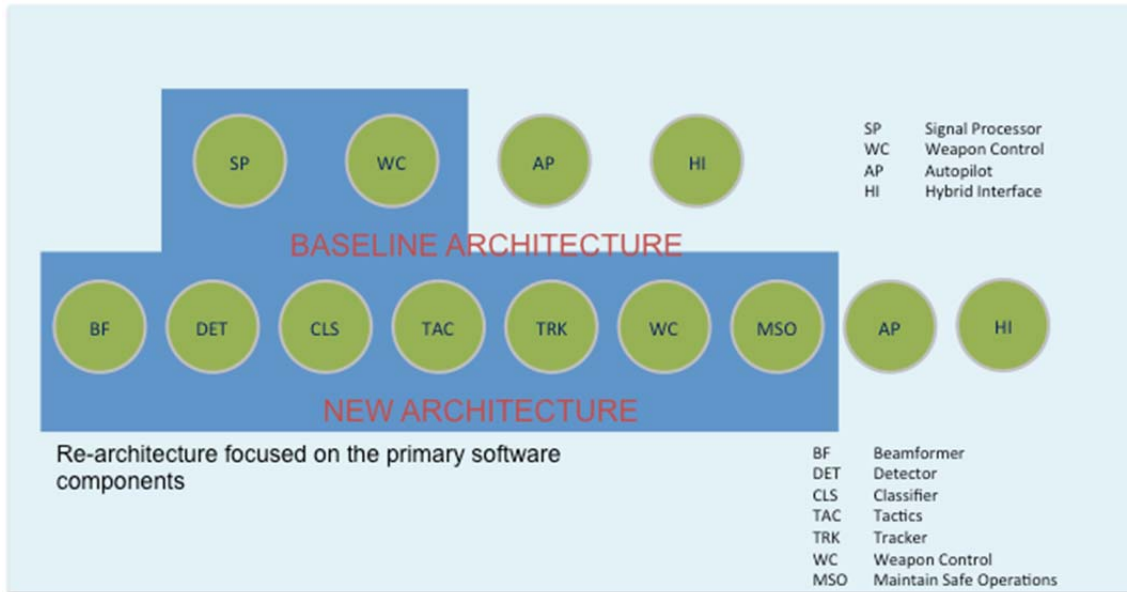 SP WC AP HI
SP Signal Processor
WC Weapon Control
AP Autopilot
HI Hybrid Interface
BASELINE ARCHITECTURE
BF DET CLS TAC TRK WC MSO AP HI
NEW ARCHITECTURE
Re-architecture focused on the primary software
components
BF Beamformer
DET Detector
CLS Classifier
TAC Tactics
TRK Tracker
WC Weapon Control
MSO Maintain Safe Operations